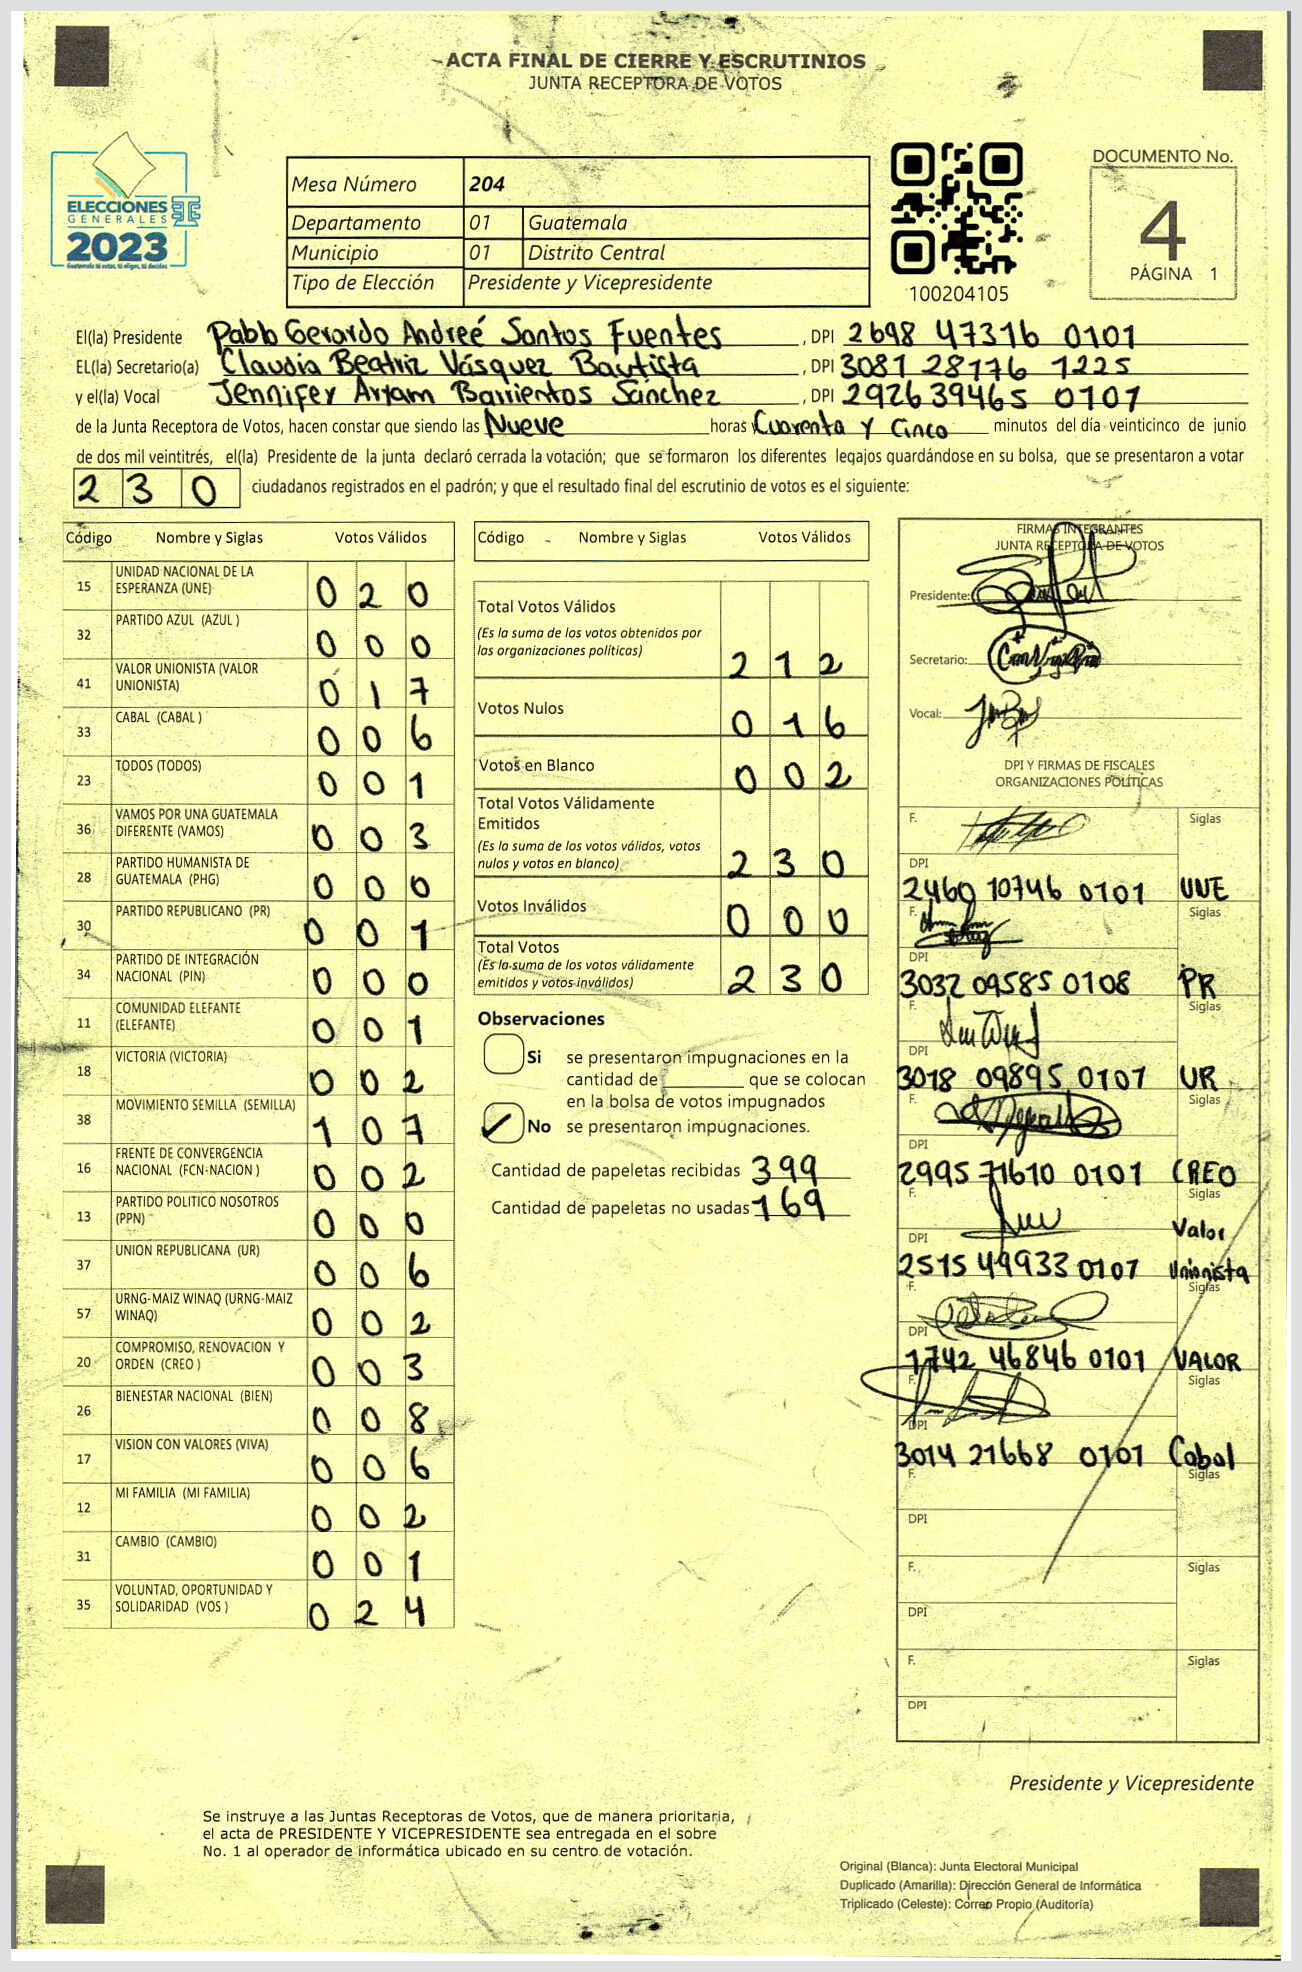 ACTA FINAL DE CIERRE Y ESCRUTINIOS
JUNTA RECEPTORA DE VOTOS
ELECCIONES
GENERALES
2023
Guatemala tú votas, tú eliges, tú decides
Mesa Número 204
Departamento 01 Guatemala
Municipio 01 Distrito Central
Tipo de Elección Presidente y Vicepresidente
100204105
DOCUMENTO No.
4
PÁGINA 1
El(la) Presidente Pablo Gerardo Andreé Santos Fuentes, DPI 2698 47316 0101
EL(la) Secretario(a) Claudia Beatriz Vásquez Bautista, DPI 3081 28176 1225
y el(la) Vocal Jennifer Barrientos Sánchez, DPI 2926 39465 0101
de la Junta Receptora de Votos, hacen constar que siendo las Nueve horas Cuarenta y Cinco minutos del día veinticinco de junio
de dos mil veintitrés, el(la) Presidente de la junta declaró cerrada la votación; que se formaron los diferentes legajos guardándose en su bolsa, que se presentaron a votar
230 ciudadanos registrados en el padrón; y que el resultado final del escrutinio de votos es el siguiente:
Código Nombre y Siglas Votos Válidos
15 UNIDAD NACIONAL DE LA ESPERANZA (UNE) 0 2 0
32 PARTIDO AZUL (AZUL ) 0 0 0
41 VALOR UNIONISTA (VALOR UNIONISTA) 0 1 7
33 CABAL (CABAL ) 0 0 6
23 TODOS (TODOS) 0 0 1
36 VAMOS POR UNA GUATEMALA DIFERENTE (VAMOS) 0 0 3
28 PARTIDO HUMANISTA DE GUATEMALA (PHG) 0 0 0
30 PARTIDO REPUBLICANO (PR) 0 0 1
34 PARTIDO DE INTEGRACIÓN NACIONAL (PIN) 0 0 0
11 COMUNIDAD ELEFANTE (ELEFANTE) 0 0 1
18 VICTORIA (VICTORIA) 0 0 2
38 MOVIMIENTO SEMILLA (SEMILLA) 1 0 7
16 FRENTE DE CONVERGENCIA NACIONAL (FCN-NACION ) 0 0 2
13 PARTIDO POLITICO NOSOTROS (PPN) 0 0 0
37 UNION REPUBLICANA (UR) 0 0 6
57 URNG-MAIZ WINAQ (URNG-MAIZ WINAQ) 0 0 2
20 COMPROMISO, RENOVACION Y ORDEN (CREO ) 0 0 3
26 BIENESTAR NACIONAL (BIEN) 0 0 8
17 VISION CON VALORES (VIVA) 0 0 6
12 MI FAMILIA (MI FAMILIA) 0 0 2
31 CAMBIO (CAMBIO) 0 0 1
35 VOLUNTAD, OPORTUNIDAD Y SOLIDARIDAD (VOS ) 0 2 4
Código Nombre y Siglas Votos Válidos
Total Votos Válidos
(Es la suma de los votos obtenidos por
las organizaciones políticas) 2 1 2
Votos Nulos 0 1 6
Votos en Blanco 0 0 2
Total Votos Válidamente
Emitidos
(Es la suma de los votos válidos, votos
nulos y votos en blanco) 2 3 0
Votos Inválidos 0 0 0
Total Votos
(Es la suma de los votos válidamente
emitidos y votos inválidos) 2 3 0
Observaciones
Si se presentaron impugnaciones en la
cantidad de ________ que se colocan
en la bolsa de votos impugnados
No se presentaron impugnaciones.
Cantidad de papeletas recibidas 399
Cantidad de papeletas no usadas 169
FIRMAS INTEGRANTES
JUNTA RECEPTORA DE VOTOS
Presidente:
Secretario:
Vocal:
DPI Y FIRMAS DE FISCALES
ORGANIZACIONES POLÍTICAS
F. Siglas
DPI
2460 10746 0101 UNE
F. Siglas
DPI
3032 09585 0108 PR
F. Siglas
DPI
3018 09895 0101 UR
F. Siglas
DPI
2995 71610 0101 CREO
F. Siglas
DPI Valor
2515 49933 0101 Unionista
F. Siglas
DPI
1742 46846 0101 VALOR
F. Siglas
DPI
3014 21668 0101 Cabal
F. Siglas
DPI
F. Siglas
DPI
F. Siglas
DPI
Presidente y Vicepresidente
Se instruye a las Juntas Receptoras de Votos, que de manera prioritaria,
el acta de PRESIDENTE Y VICEPRESIDENTE sea entregada en el sobre
No. 1 al operador de informática ubicado en su centro de votación.
Original (Blanca): Junta Electoral Municipal
Duplicado (Amarilla): Dirección General de Informática
Triplicado (Celeste): Correo Propio (Auditoría)